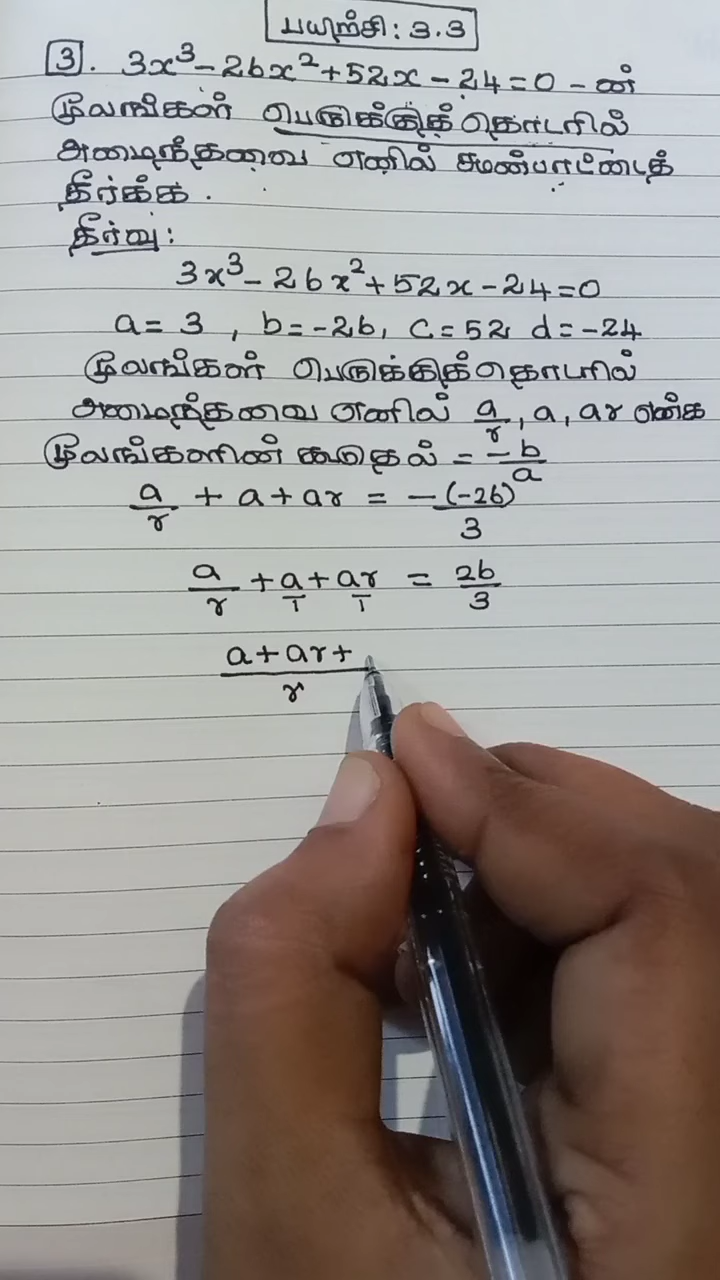 பயிற்சி: 3.3
3. 3x³ - 26x² + 52x - 24 = 0 - ன்
மூலங்கள் பெருக்குத் தொடரில்
அமைந்தவை எனில் சமன்பாட்டைத்
தீர்க்க.
தீர்வு:
3x³ - 26x² + 52x - 24 = 0
a = 3 , b = -26, c = 52 d = -24
மூலங்கள் பெருக்குத் தொடரில்
அமைந்தவை எனில் a/r, a, ar என்க
மூலங்களின் கூடுதல் = -b/a
a/r + a + ar = -(-26)/3
a/r + a/1 + ar/1 = 26/3
a + ar + / r